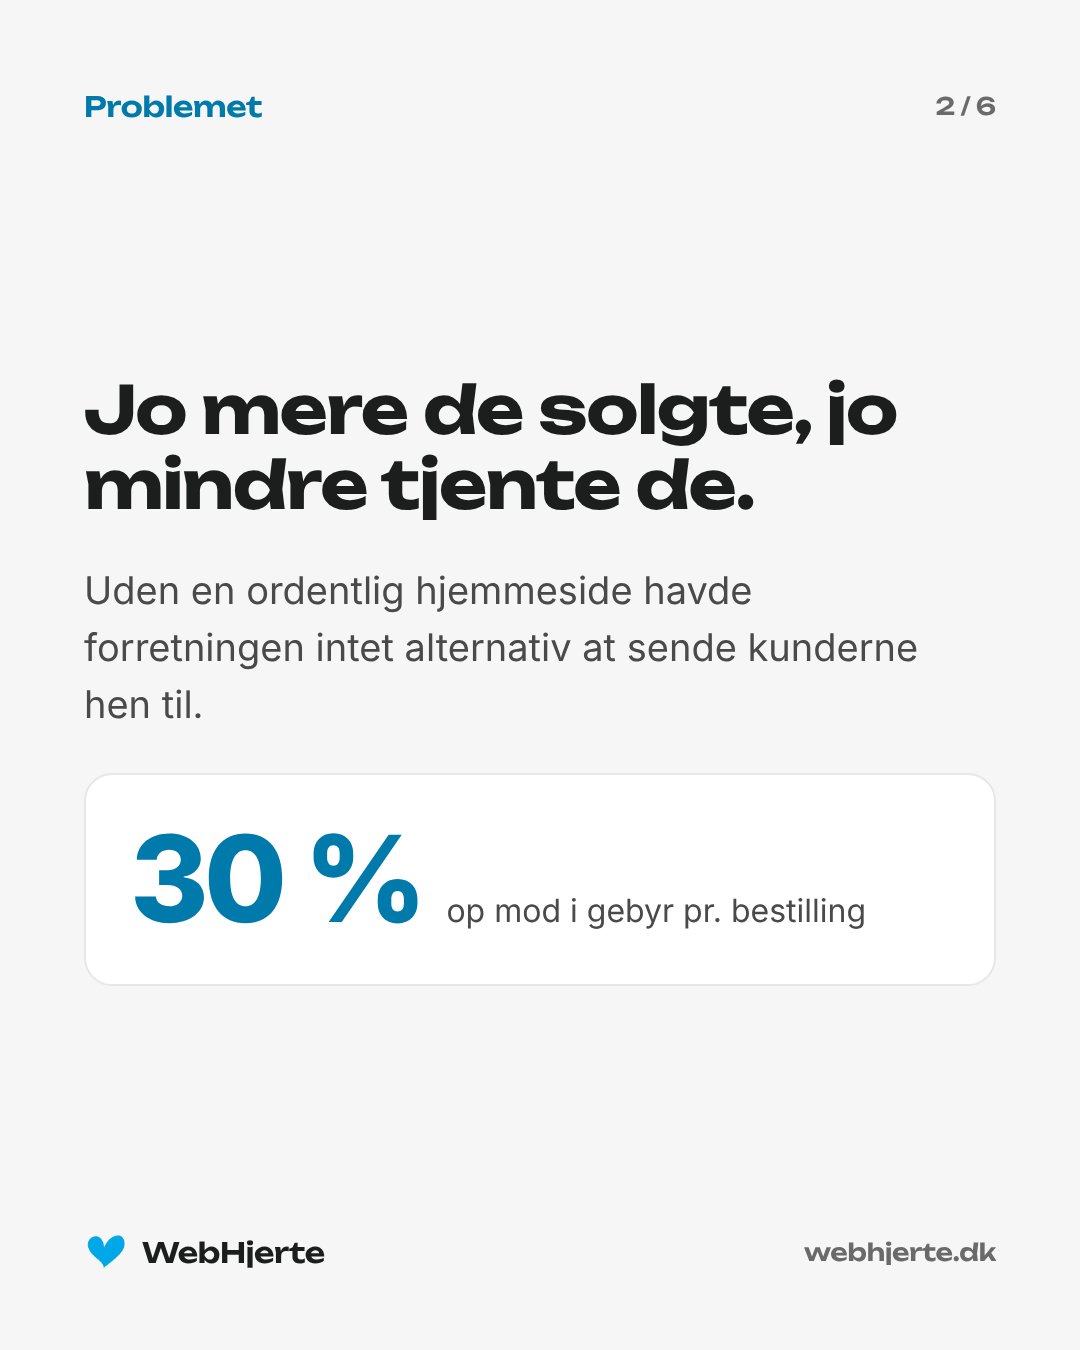 Problemet
2 / 6
Jo mere de solgte, jo
mindre tjente de.
Uden en ordentlig hjemmeside havde
forretningen intet alternativ at sende kunderne
hen til.
30 % op mod i gebyr pr. bestilling
WebHjerte
webhjerte.dk